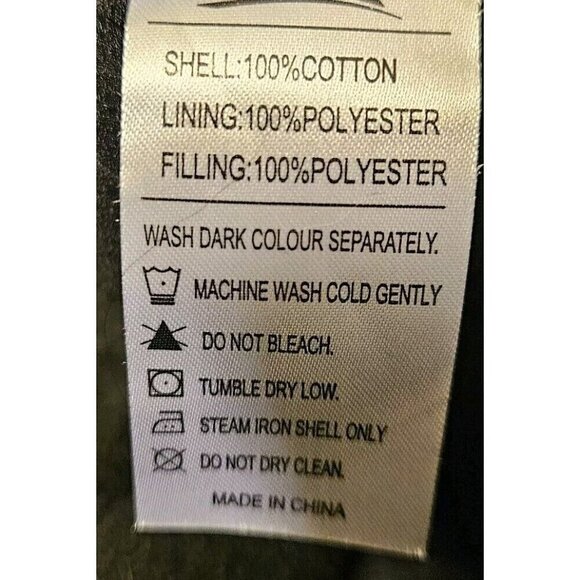 SHELL:100%COTTON
LINING:100%POLYESTER
FILLING:100%POLYESTER
WASH DARK COLOUR SEPARATELY.
MACHINE WASH COLD GENTLY
DO NOT BLEACH.
TUMBLE DRY LOW.
STEAM IRON SHELL ONLY
DO NOT DRY CLEAN.
MADE IN CHINA